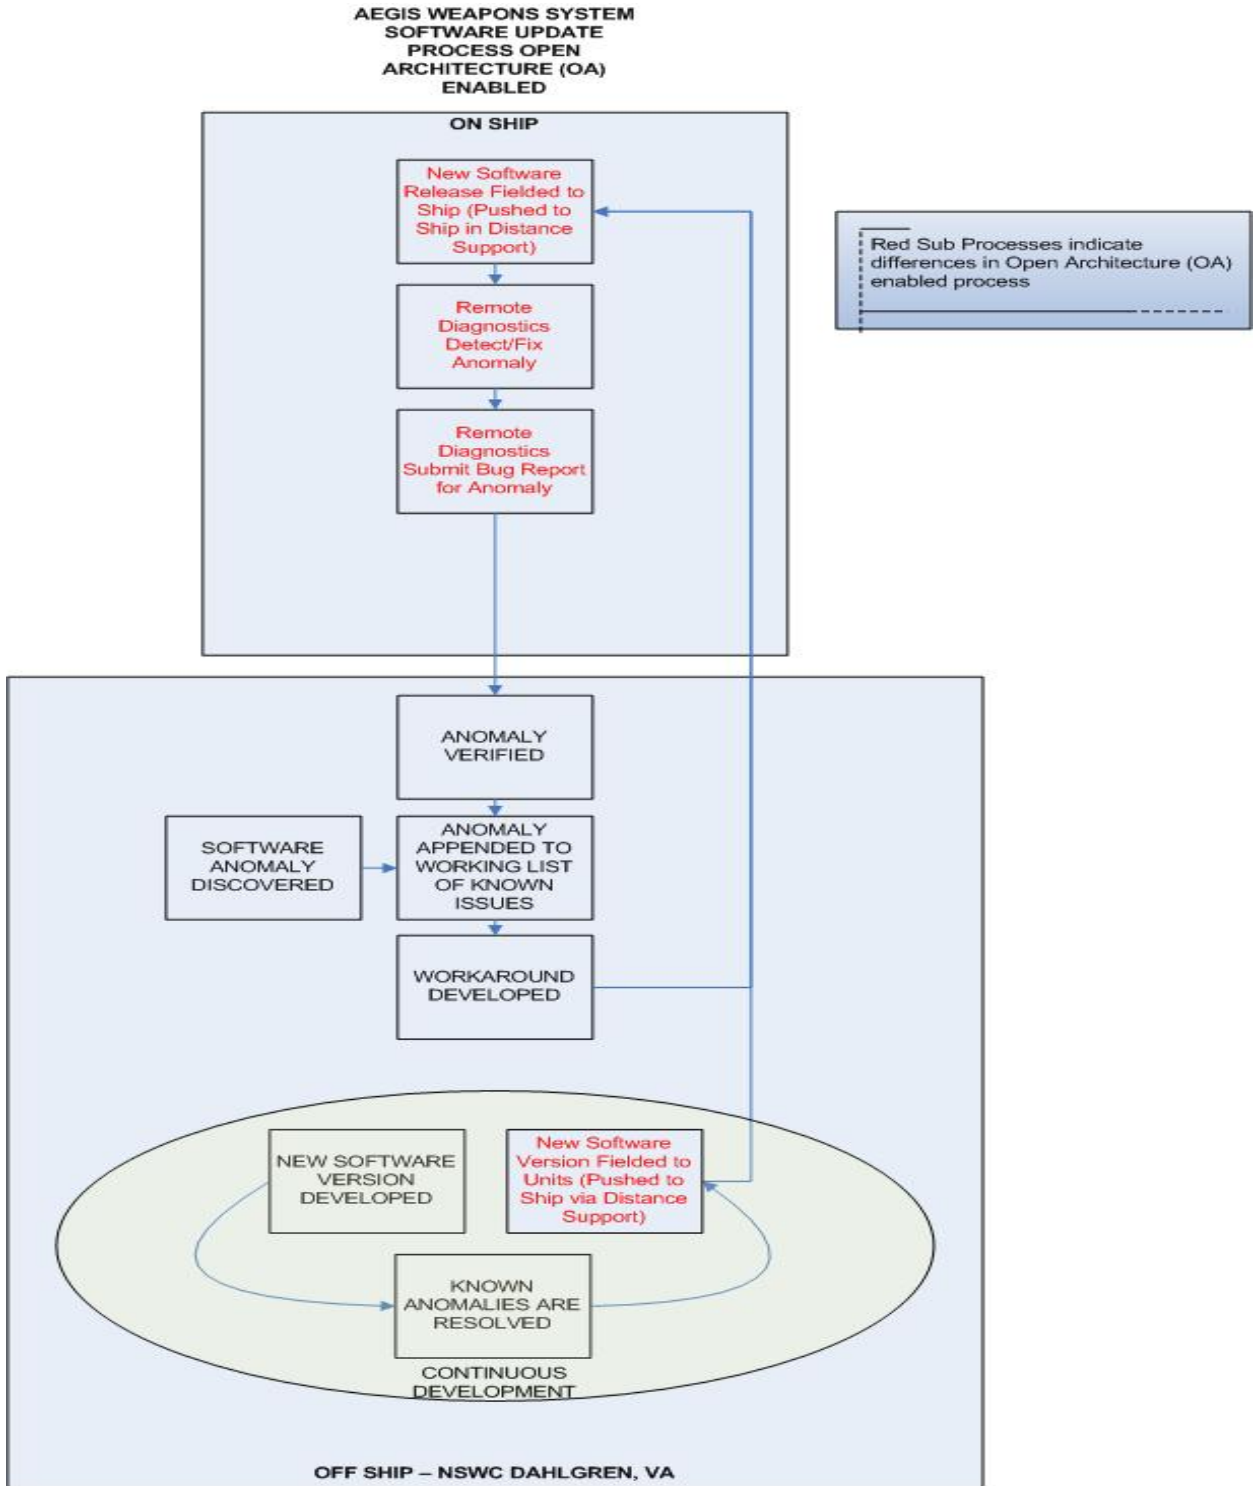 AEGIS WEAPONS SYSTEM
SOFTWARE UPDATE
PROCESS OPEN
ARCHITECTURE (OA)
ENABLED
ON SHIP
New Software
Release Fielded to
Ship (Pushed to
Ship in Distance
Support)
Red Sub Processes indicate
differences in Open Architecture (OA)
enabled process
Remote
Diagnostics
Detect/Fix
Anomaly
Remote
Diagnostics
Submit Bug Report
for Anomaly
ANOMALY
VERIFIED
SOFTWARE
ANOMALY
DISCOVERED
ANOMALY
APPENDED TO
WORKING LIST
OF KNOWN
ISSUES
WORKAROUND
DEVELOPED
NEW SOFTWARE
VERSION
DEVELOPED
New Software
Version Fielded to
Units (Pushed to
Ship via Distance
Support)
KNOWN
ANOMALIES ARE
RESOLVED
CONTINUOUS
DEVELOPMENT
OFF SHIP – NSWC DAHLGREN, VA